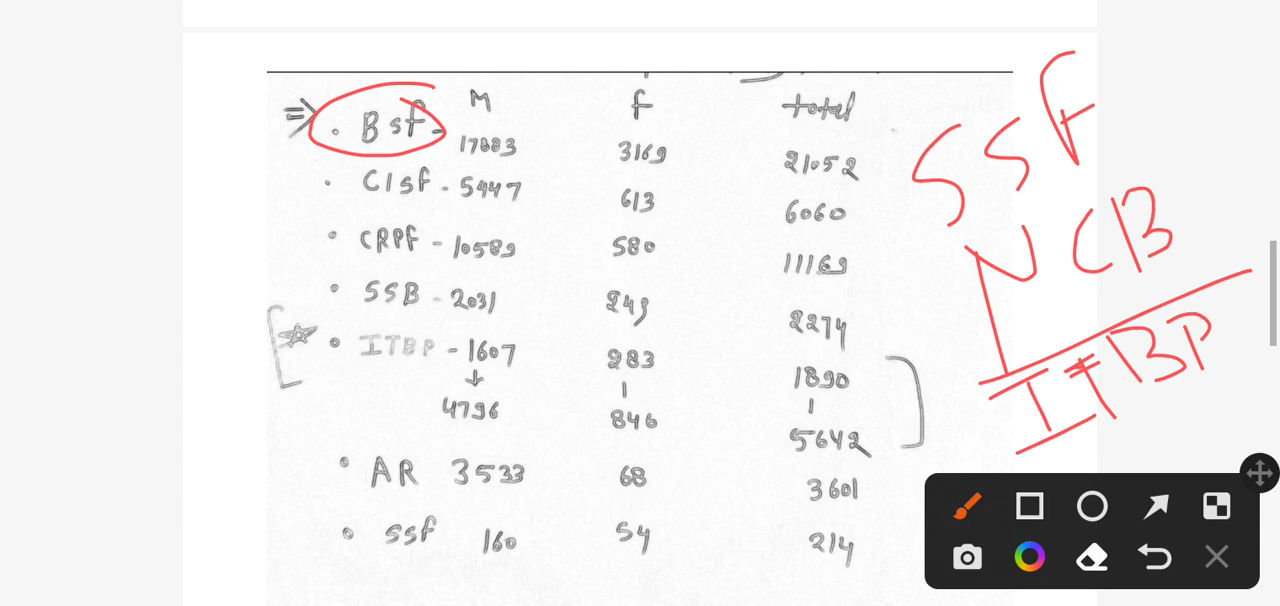 M f total
Bsf - 17883 3169 21052
CISf - 5447 613 6060
CRPF - 10589 580 11169
SSB - 2031 243 2274
ITBP - 1607 283 1890
4796 846 5642
AR 3533 68 3601
SSf 160 54 214
SSF
NCB
ITBP